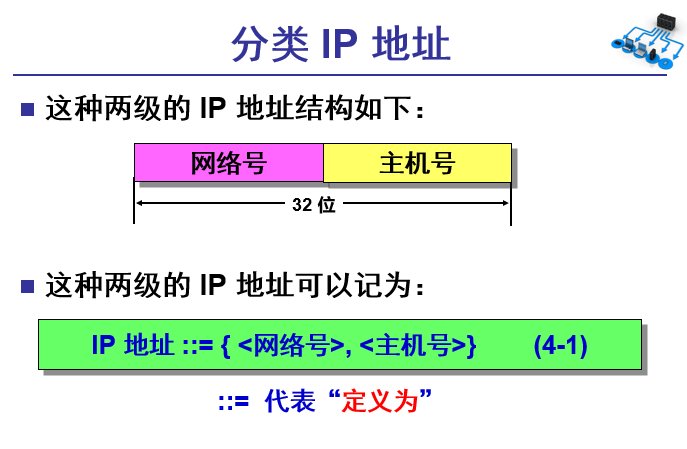 分类 IP 地址
这种两级的 IP 地址结构如下：
网络号 主机号
32 位
这种两级的 IP 地址可以记为：
IP 地址 ::= { <网络号>, <主机号>} (4-1)
::= 代表“定义为”